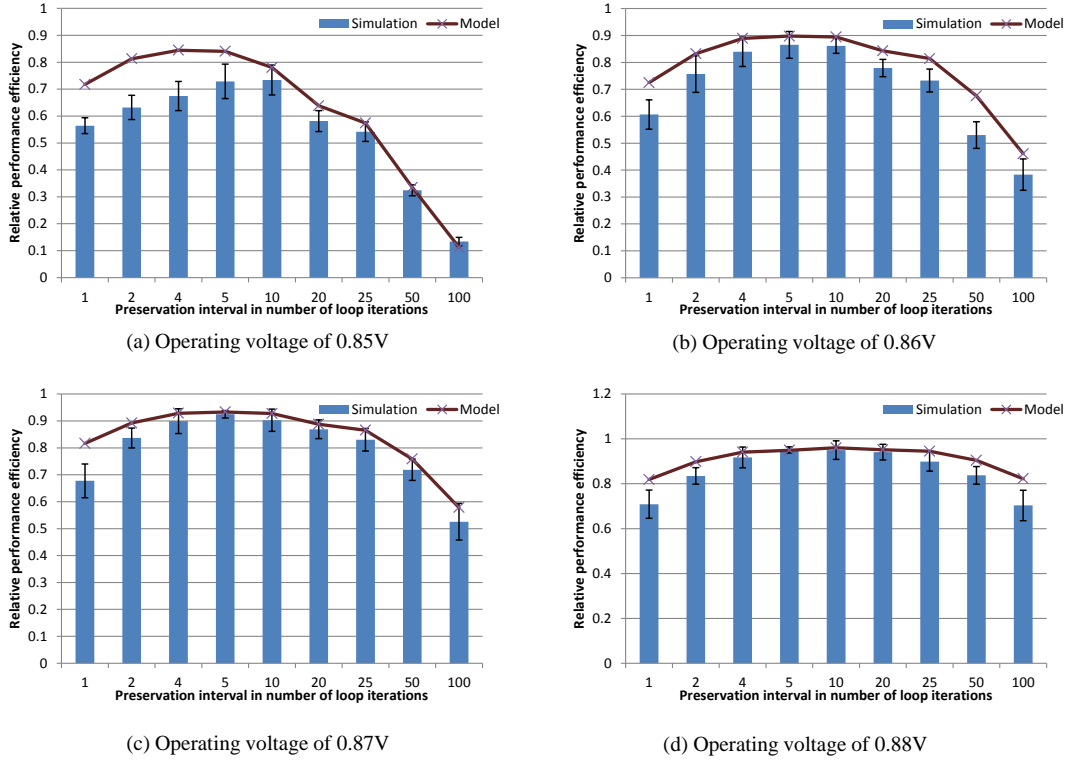 Relative performance efficiency
1
0.9
0.8
0.7
0.6
0.5
0.4
0.3
0.2
0.1
0
Simulation Model
1 2 4 5 10 20 25 50 100
Preservation interval in number of loop iterations
(a) Operating voltage of 0.85V
Relative performance efficiency
1
0.9
0.8
0.7
0.6
0.5
0.4
0.3
0.2
0.1
0
Simulation Model
1 2 4 5 10 20 25 50 100
Preservation interval in number of loop iterations
(b) Operating voltage of 0.86V
Relative performance efficiency
1
0.9
0.8
0.7
0.6
0.5
0.4
0.3
0.2
0.1
0
Simulation Model
1 2 4 5 10 20 25 50 100
Preservation interval in number of loop iterations
(c) Operating voltage of 0.87V
Relative performance efficiency
1.2
1
0.8
0.6
0.4
0.2
0
Simulation Model
1 2 4 5 10 20 25 50 100
Preservation interval in number of loop iterations
(d) Operating voltage of 0.88V